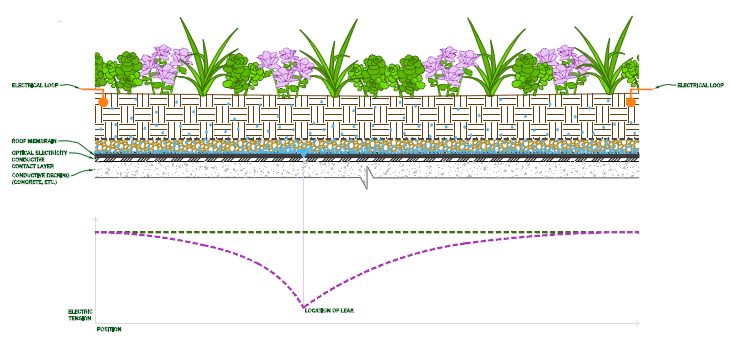 ELECTRICAL LOOP
ELECTRICAL LOOP
ROOF MEMBRAIN
OPTICAL ELECTRICITY
CONDUCTIVE
CONTACT LAYER
CONDUCTIVE DECKING
(CONCRETE, ETC.)
LOCATION OF LEAK
ELECTRIC
TENSION
POSITION